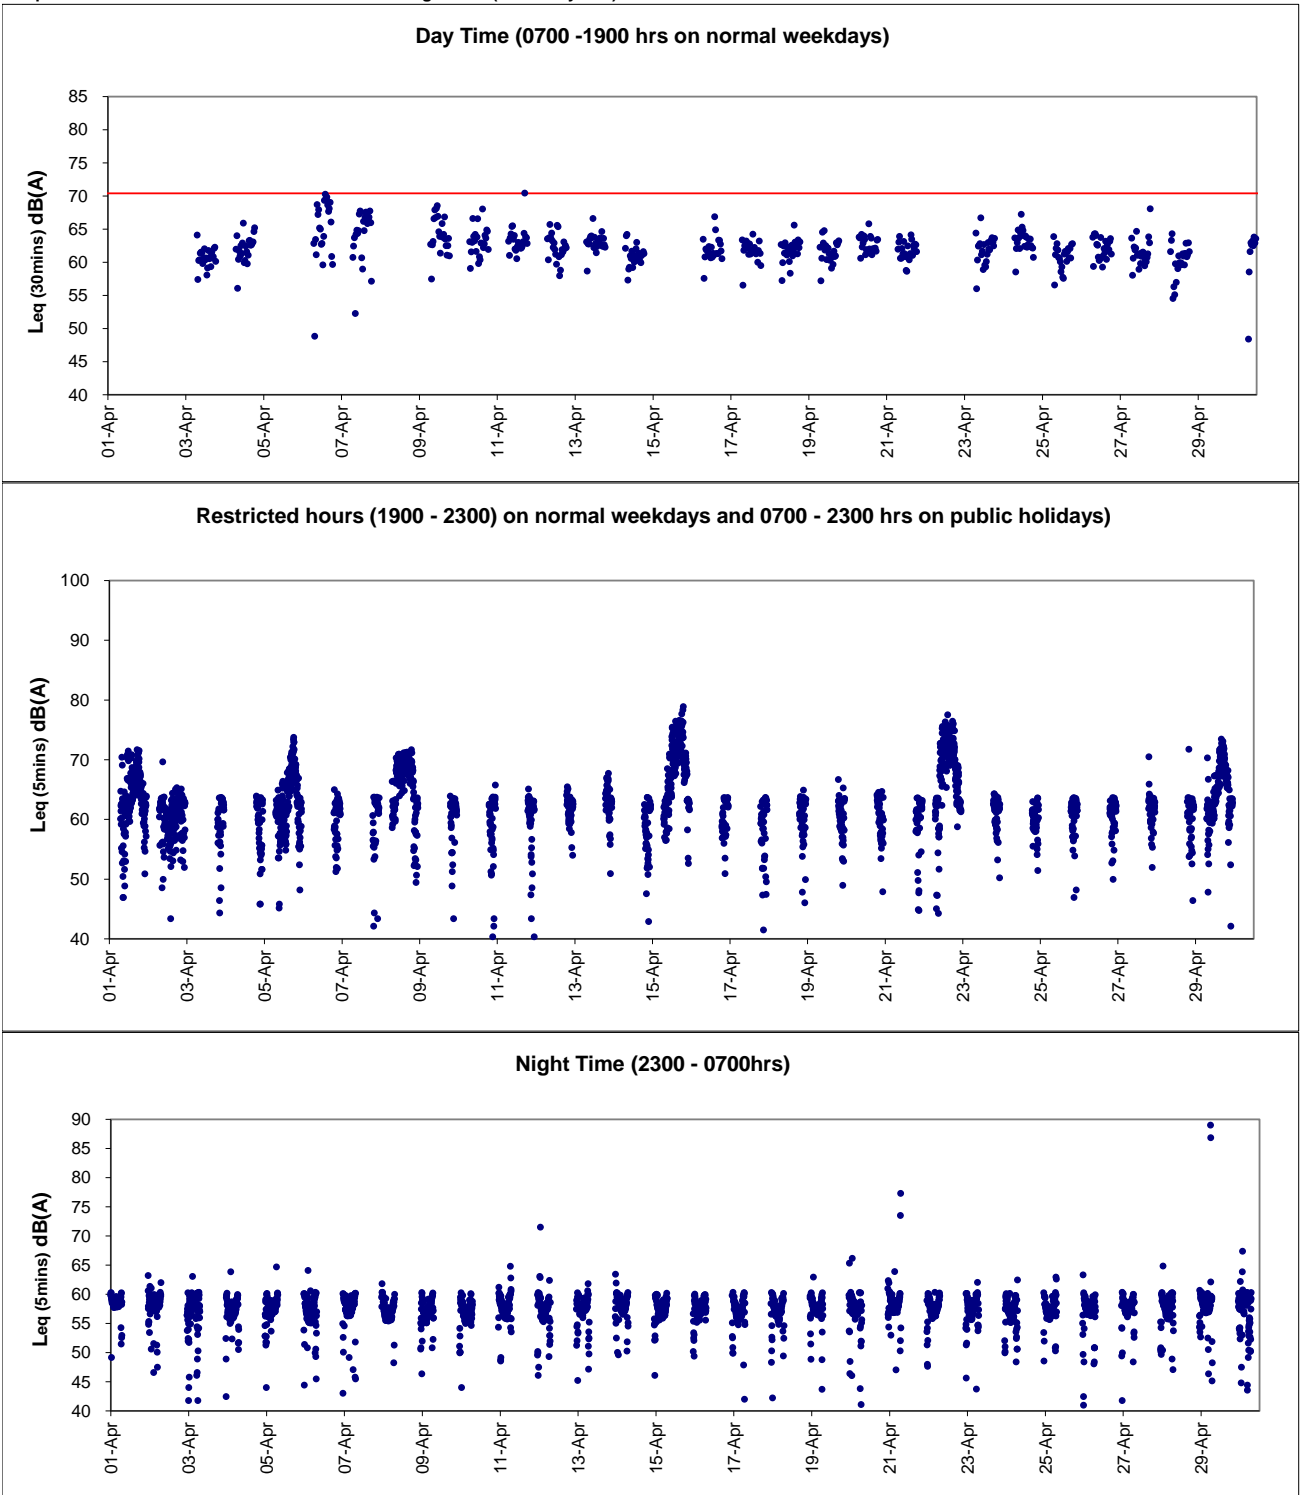 Day Time (0700 -1900 hrs on normal weekdays)
Leq (30mins) dB(A)
85
80
75
70
65
60
55
50
45
40
01-Apr
03-Apr
05-Apr
07-Apr
09-Apr
11-Apr
13-Apr
15-Apr
17-Apr
19-Apr
21-Apr
23-Apr
25-Apr
27-Apr
29-Apr
Restricted hours (1900 - 2300) on normal weekdays and 0700 - 2300 hrs on public holidays)
Leq (5mins) dB(A)
100
90
80
70
60
50
40
01-Apr
03-Apr
05-Apr
07-Apr
09-Apr
11-Apr
13-Apr
15-Apr
17-Apr
19-Apr
21-Apr
23-Apr
25-Apr
27-Apr
29-Apr
Night Time (2300 - 0700hrs)
Leq (5mins) dB(A)
90
85
80
75
70
65
60
55
50
45
40
01-Apr
03-Apr
05-Apr
07-Apr
09-Apr
11-Apr
13-Apr
15-Apr
17-Apr
19-Apr
21-Apr
23-Apr
25-Apr
27-Apr
29-Apr